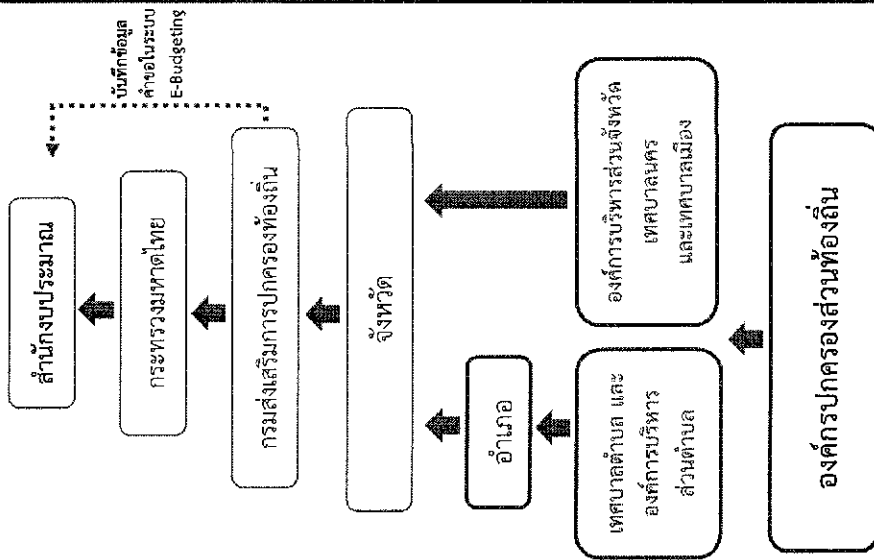 บันทึกข้อมูล
คำขอในระบบ
E-Budgeting
สำนักงบประมาณ
กระทรวงมหาดไทย
กรมส่งเสริมการปกครองท้องถิ่น
จังหวัด
อำเภอ
เทศบาลตำบล และ
องค์การบริหาร
ส่วนตำบล
องค์การบริหารส่วนจังหวัด
เทศบาลนคร
และเทศบาลเมือง
องค์กรปกครองส่วนท้องถิ่น